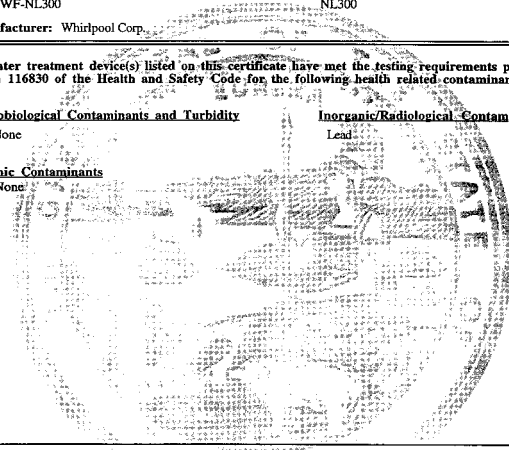 WF-NL300 NL300
facturer: Whirlpool Corp.
ater treatment device(s) listed on this certificate have met the testing requirements p
116830 of the Health and Safety Code for the following health related contaminan
obiological Contaminants and Turbidity Inorganic/Radiological Contam
None Lead
nic Contaminants
None